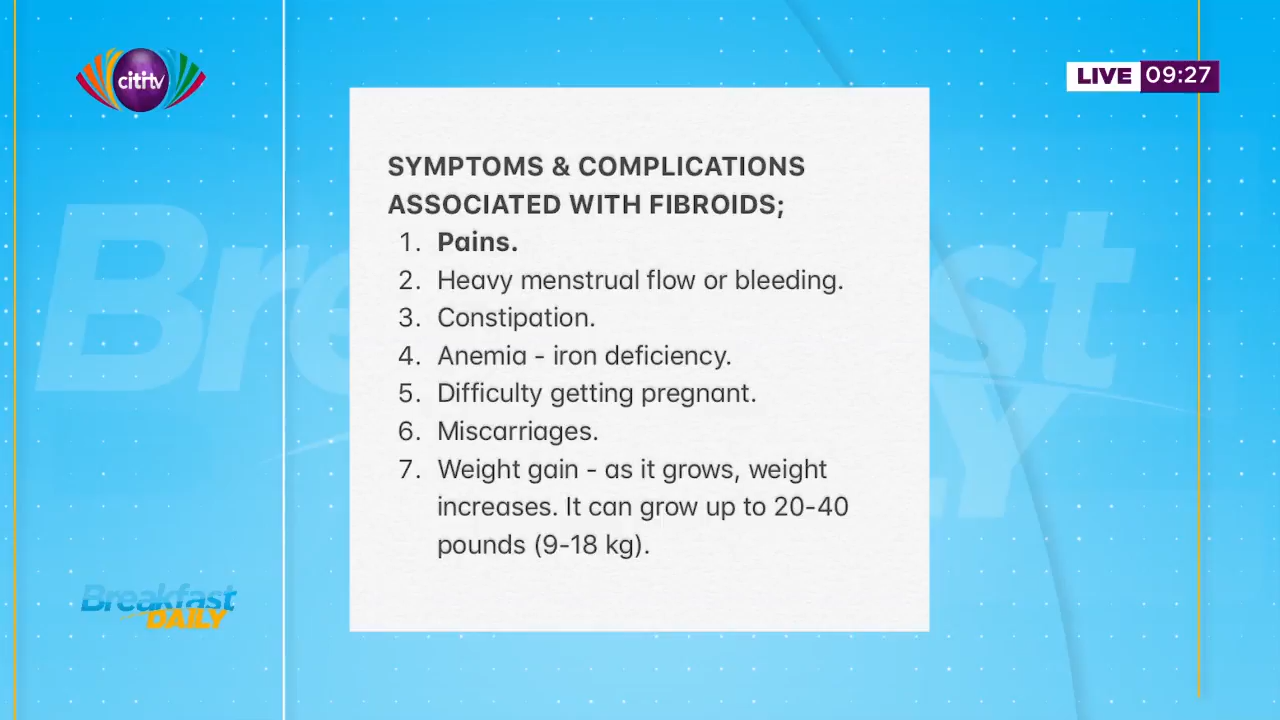 cititv
LIVE 09:27
SYMPTOMS & COMPLICATIONS
ASSOCIATED WITH FIBROIDS;
1. Pains.
2. Heavy menstrual flow or bleeding.
3. Constipation.
4. Anemia - iron deficiency.
5. Difficulty getting pregnant.
6. Miscarriages.
7. Weight gain - as it grows, weight
increases. It can grow up to 20-40
pounds (9-18 kg).
Breakfast
DAILY